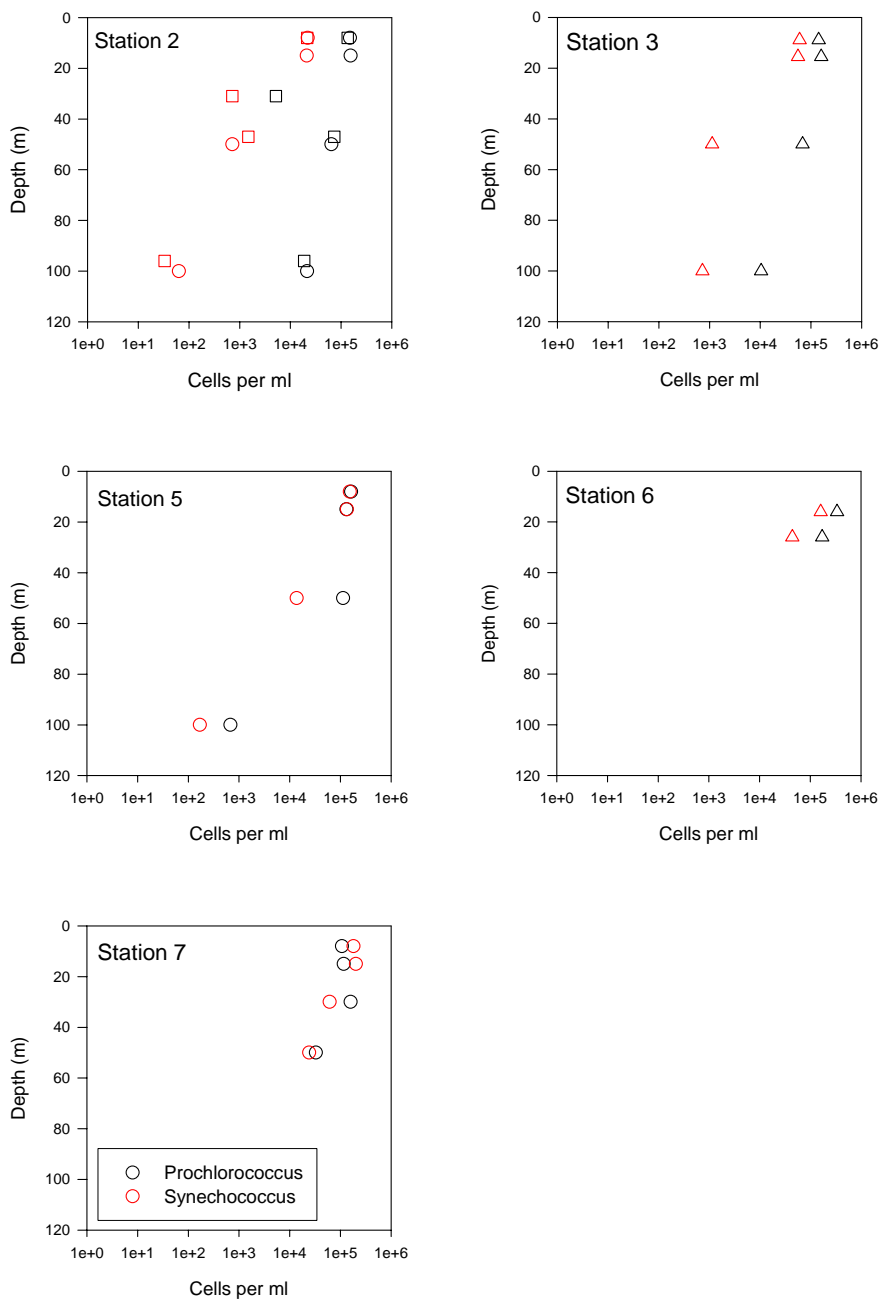 Station 2
0
20
40
60
80
100
120
Depth (m)
1e+0 1e+1 1e+2 1e+3 1e+4 1e+5 1e+6
Cells per ml
Station 3
0
20
40
60
80
100
120
Depth (m)
1e+0 1e+1 1e+2 1e+3 1e+4 1e+5 1e+6
Cells per ml
Station 5
0
20
40
60
80
100
120
Depth (m)
1e+0 1e+1 1e+2 1e+3 1e+4 1e+5 1e+6
Cells per ml
Station 6
0
20
40
60
80
100
120
Depth (m)
1e+0 1e+1 1e+2 1e+3 1e+4 1e+5 1e+6
Cells per ml
Station 7
0
20
40
60
80
100
120
Depth (m)
Prochlorococcus
Synechococcus
1e+0 1e+1 1e+2 1e+3 1e+4 1e+5 1e+6
Cells per ml